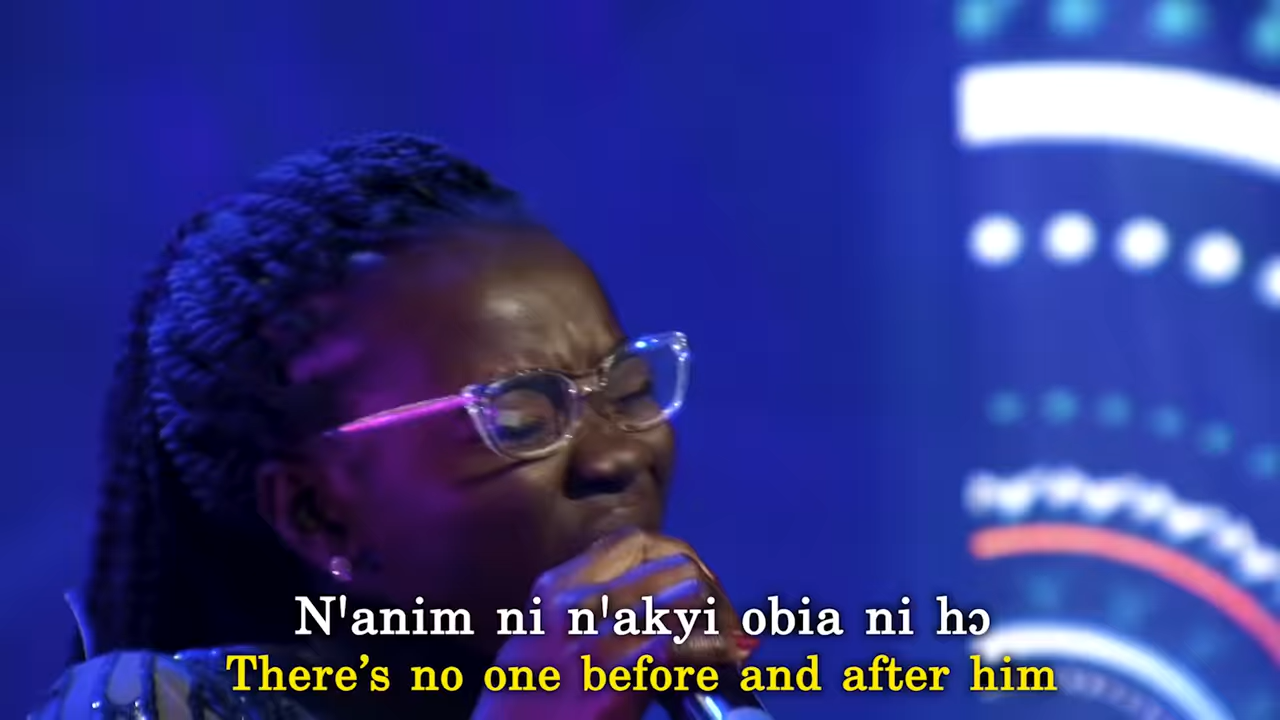 N'anim ni n'akyi obia ni hɔ
There’s no one before and after him